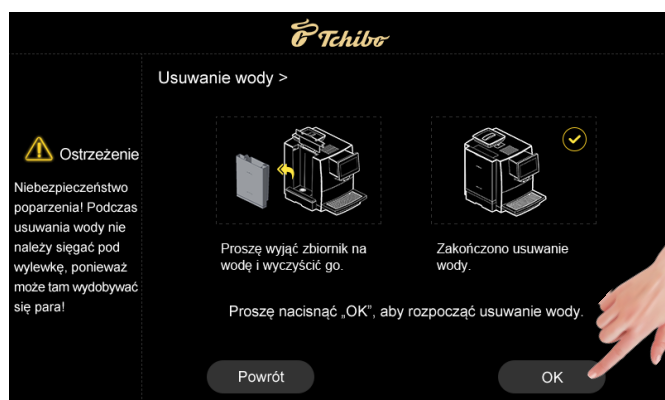 Tchibo
Usuwanie wody >
Ostrzeżenie
Niebezpieczeństwo
poparzenia! Podczas
usuwania wody nie
należy sięgać pod
wylewkę, ponieważ
może tam wydobywać
się para!
Proszę wyjąć zbiornik na
wodę i wyczyścić go.
Zakończono usuwanie
wody.
Proszę nacisnąć „OK”, aby rozpocząć usuwanie wody.
Powrót
OK